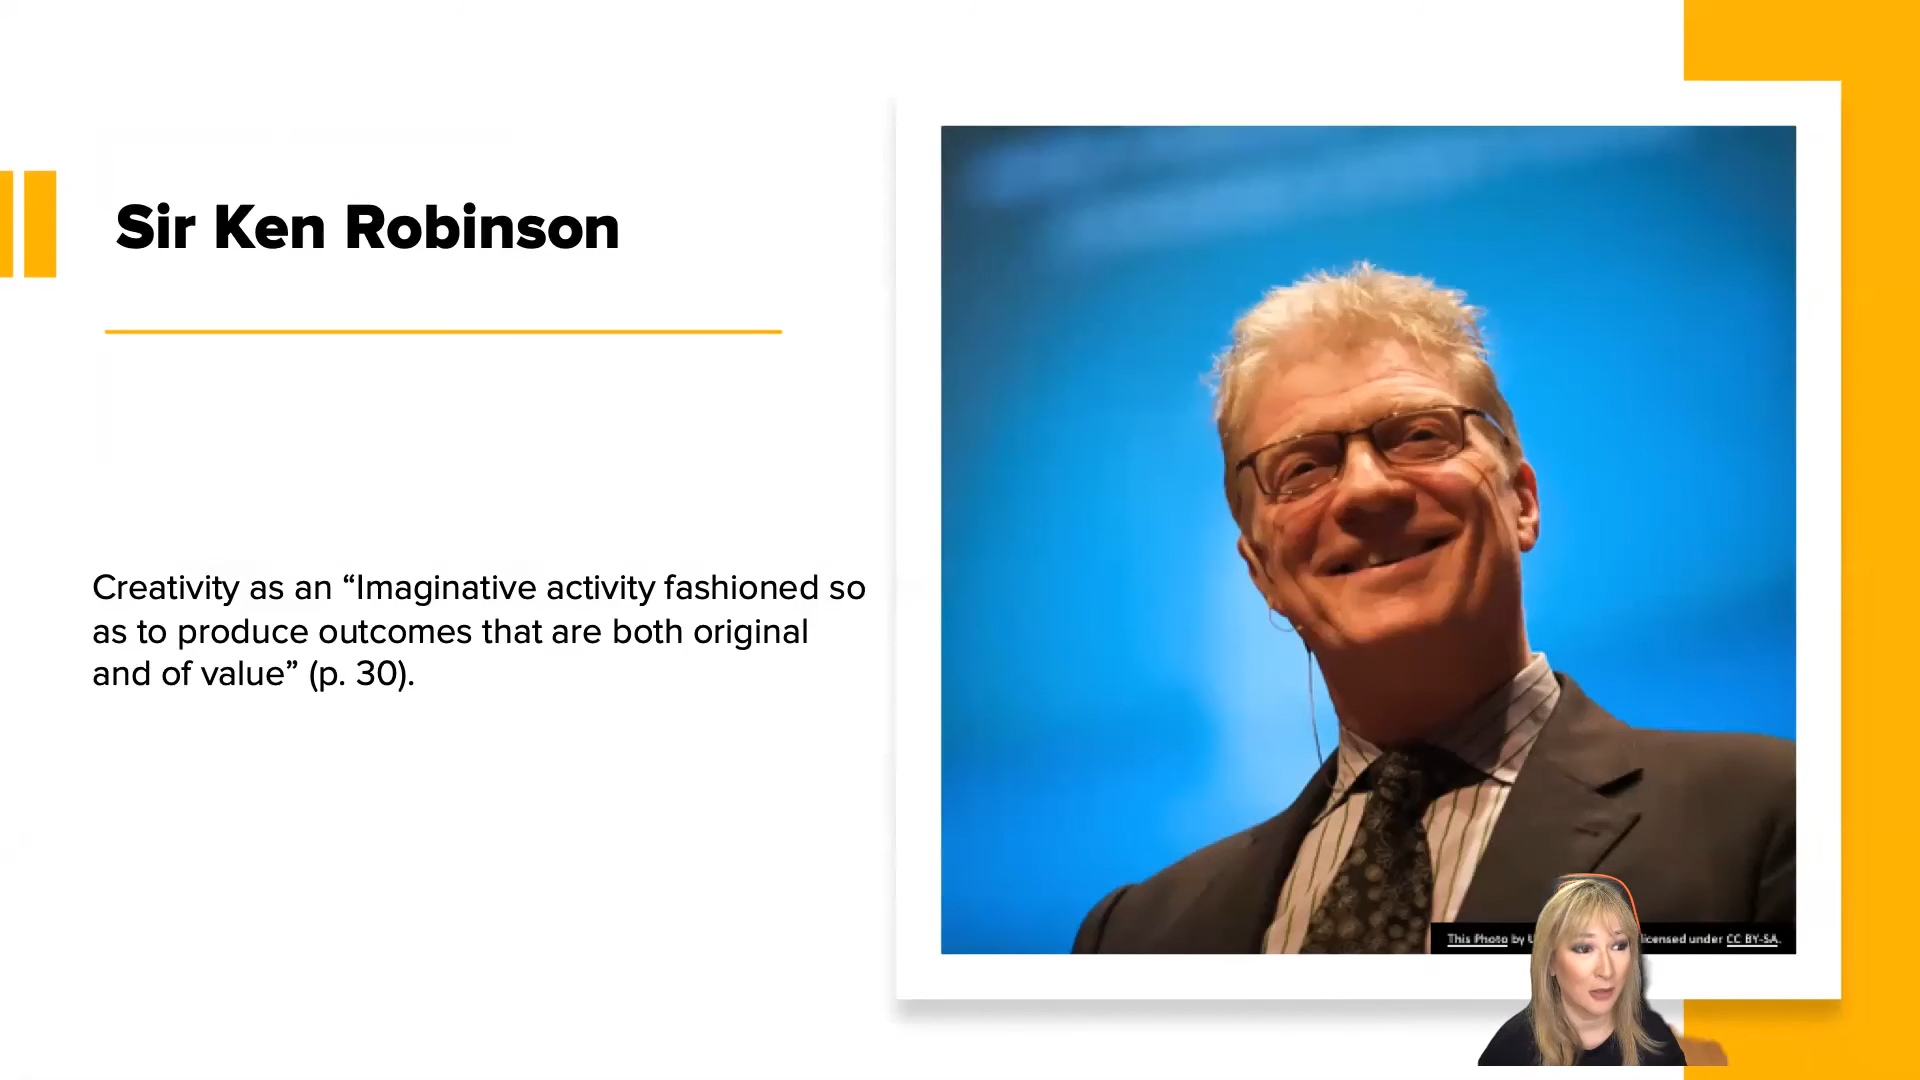 Sir Ken Robinson
Creativity as an “Imaginative activity fashioned so
as to produce outcomes that are both original
and of value” (p. 30).
This Photo by licensed under CC BY-SA.